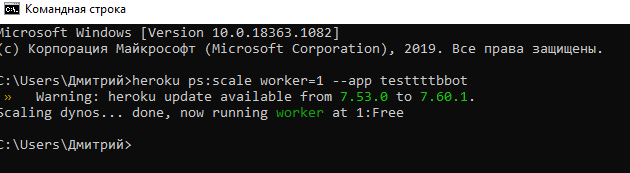 Командная строка
Microsoft Windows [Version 10.0.18363.1082]
(c) Корпорация Майкрософт (Microsoft Corporation), 2019. Все права защищены.
C:\Users\Дмитрий>heroku ps:scale worker=1 --app testtttbbot
» Warning: heroku update available from 7.53.0 to 7.60.1.
Scaling dynos... done, now running worker at 1:Free
C:\Users\Дмитрий>